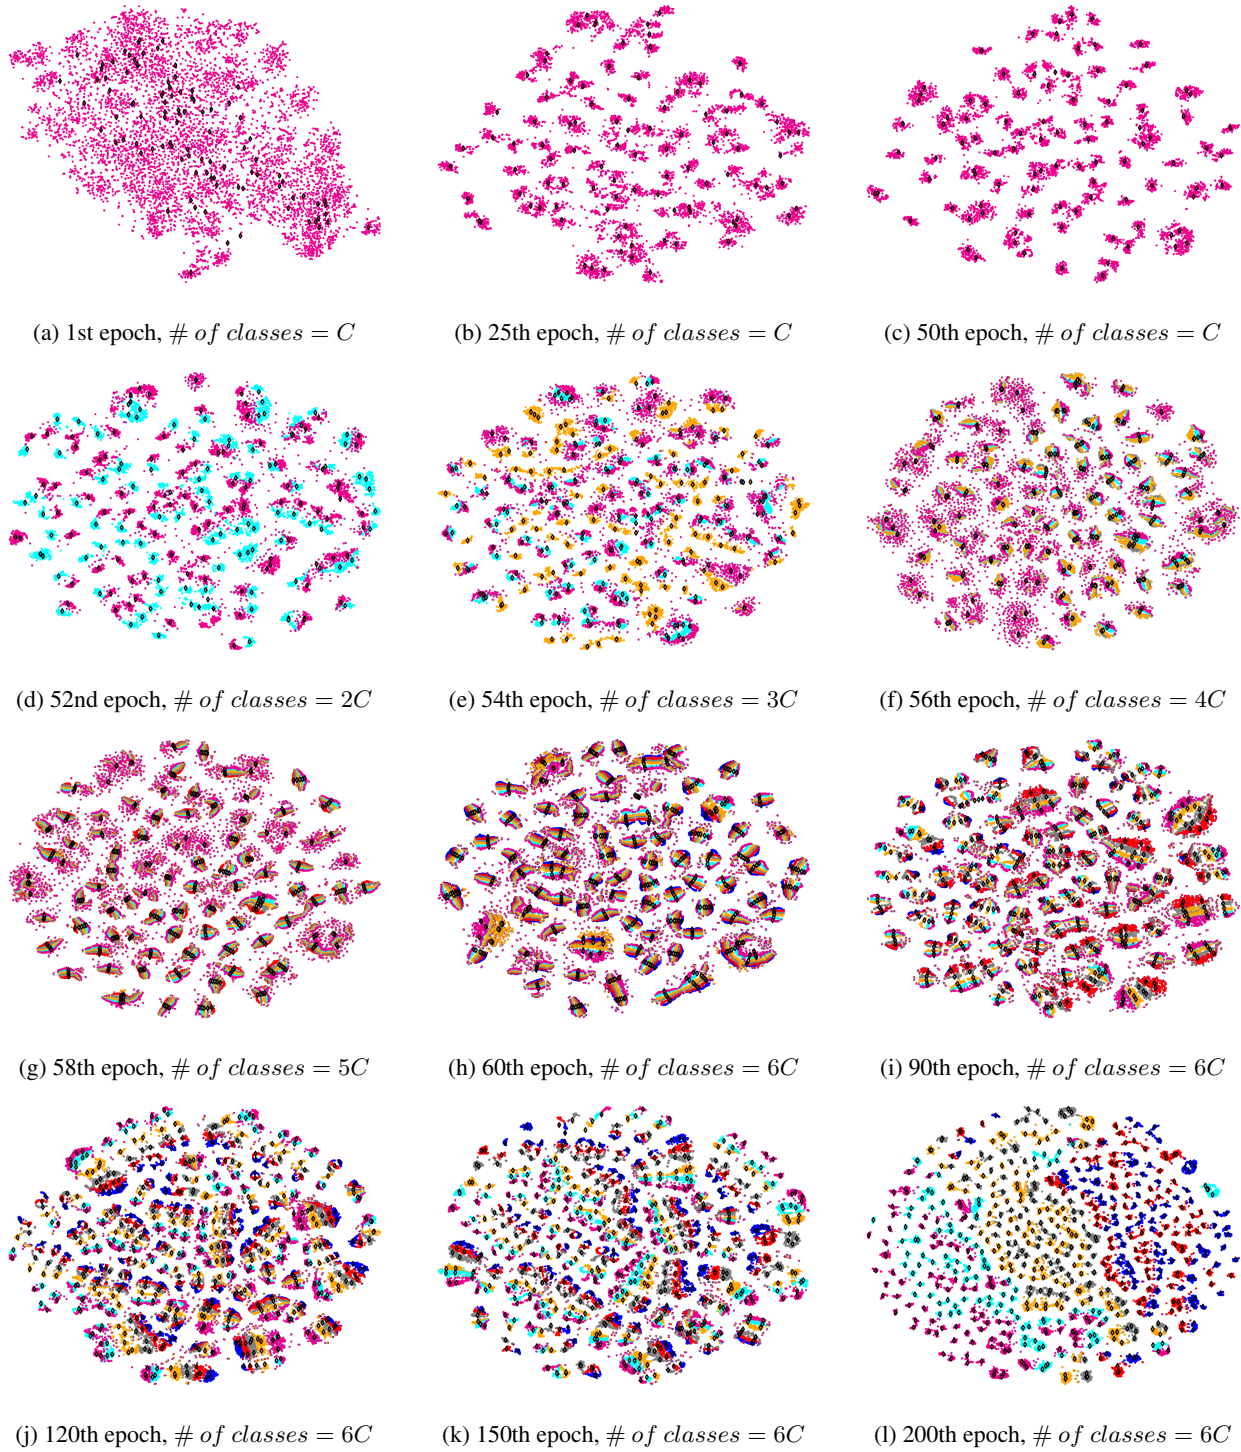 (a) 1st epoch, # of classes = C
(b) 25th epoch, # of classes = C
(c) 50th epoch, # of classes = C
(d) 52nd epoch, # of classes = 2C
(e) 54th epoch, # of classes = 3C
(f) 56th epoch, # of classes = 4C
(g) 58th epoch, # of classes = 5C
(h) 60th epoch, # of classes = 6C
(i) 90th epoch, # of classes = 6C
(j) 120th epoch, # of classes = 6C
(k) 150th epoch, # of classes = 6C
(l) 200th epoch, # of classes = 6C